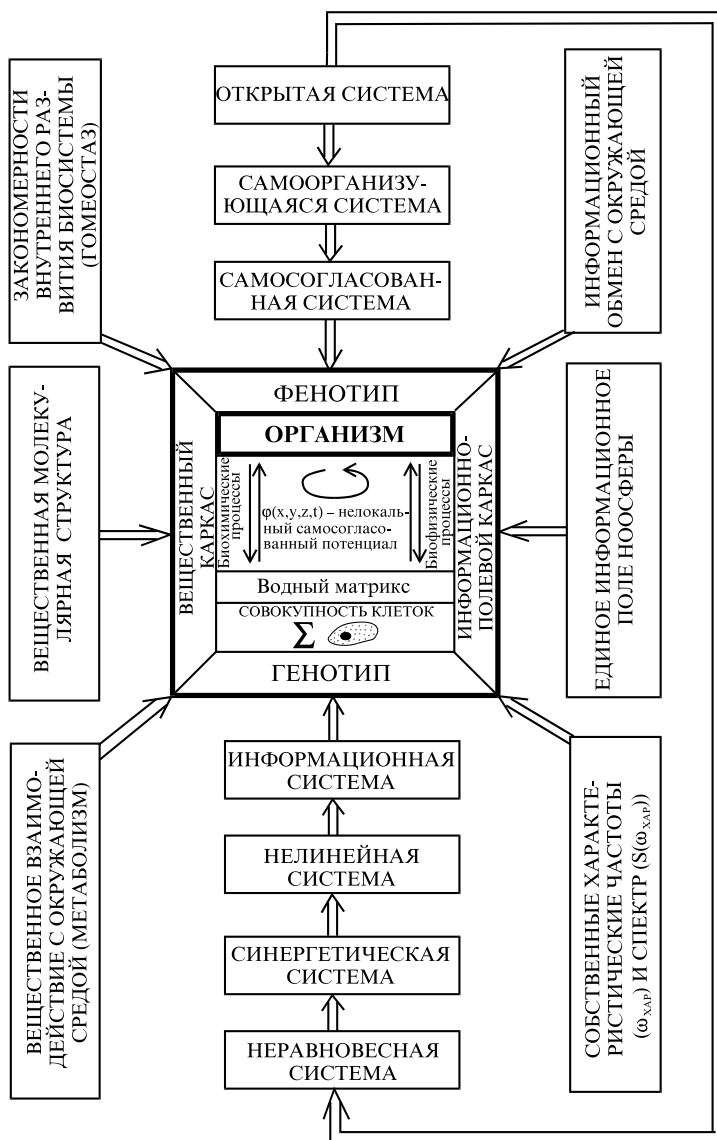 ОТКРЫТАЯ СИСТЕМА
САМООРГАНИЗУ-
ЮЩАЯСЯ СИСТЕМА
САМОСОГЛАСОВАН-
НАЯ СИСТЕМА
ЗАКОНОМЕРНОСТИ
ВНУТРЕННЕГО РАЗ-
ВИТИЯ БИОСИСТЕМЫ
(ГОМЕОСТАЗ)
ИНФОРМАЦИОННЫЙ
ОБМЕН С ОКРУЖАЮЩЕЙ
СРЕДОЙ
ВЕЩЕСТВЕННАЯ МОЛЕКУ-
ЛЯРНАЯ СТРУКТУРА
ФЕНОТИП
ОРГАНИЗМ
ВЕЩЕСТВЕННЫЙ
КАРКАС
Биохимические
процессы
φ(x,y,z,t) – нелокаль-
ный самосогласо-
ванный потенциал
Биофизические
процессы
ИНФОРМАЦИОННО-
ПОЛЕВОЙ КАРКАС
Водный матрикс
СОВОКУПНОСТЬ КЛЕТОК
Σ
ГЕНОТИП
ЕДИНОЕ ИНФОРМАЦИОННОЕ
ПОЛЕ НООСФЕРЫ
ВЕЩЕСТВЕННОЕ ВЗАИМО-
ДЕЙСТВИЕ С ОКРУЖАЮЩЕЙ
СРЕДОЙ (МЕТАБОЛИЗМ)
ИНФОРМАЦИОННАЯ
СИСТЕМА
НЕЛИНЕЙНАЯ
СИСТЕМА
СИНЕРГЕТИЧЕСКАЯ
СИСТЕМА
НЕРАВНОВЕСНАЯ
СИСТЕМА
СОБСТВЕННЫЕ ХАРАКТЕ-
РИСТИЧЕСКИЕ ЧАСТОТЫ
(ω_ХАР) И СПЕКТР (S(ω_ХАР))